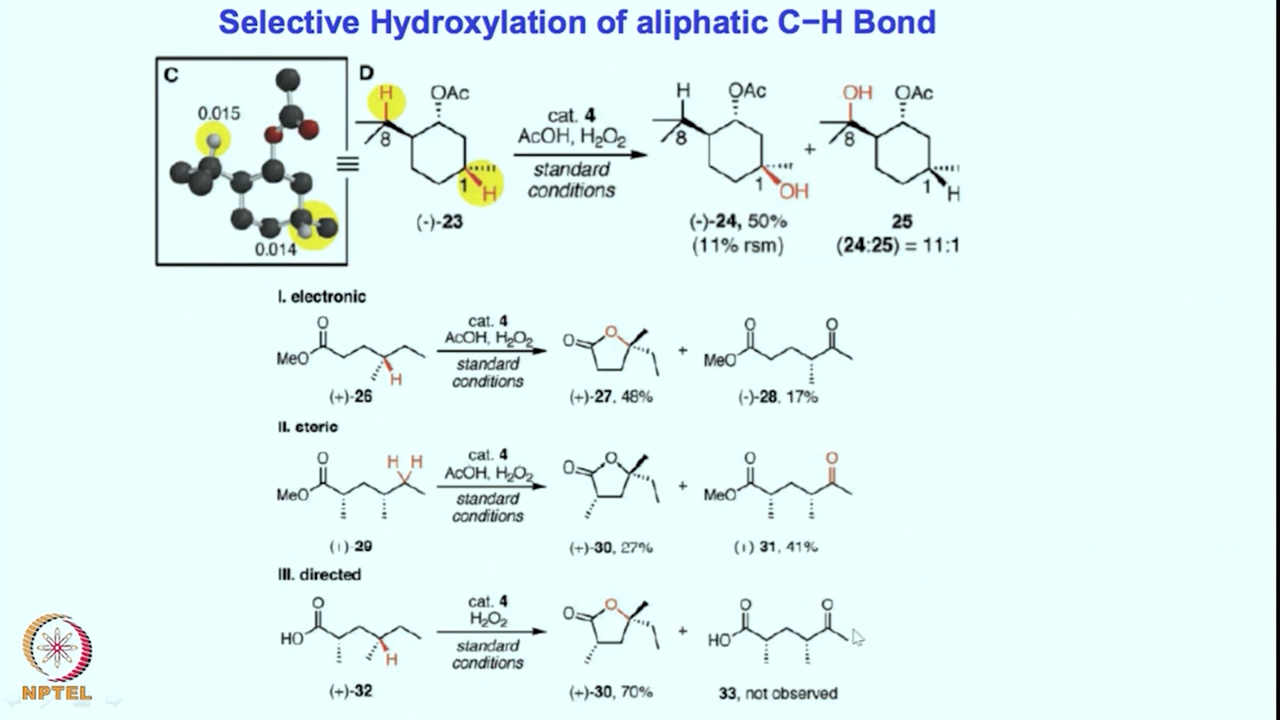 Selective Hydroxylation of aliphatic C−H Bond
C
0.015
0.014
D
H
OAc
8
1
H
(-)-23
cat. 4
AcOH, H2O2
standard
conditions
H
OAc
8
1
OH
(-)-24, 50%
(11% rsm)
+
OH
OAc
8
1
H
25
(24:25) = 11:1
I. electronic
O
MeO
H
(+)-26
cat. 4
AcOH, H2O2
standard
conditions
O
O
(+)-27, 48%
+
O
O
MeO
(-)-28, 17%
II. steric
O
H H
MeO
cat. 4
AcOH, H2O2
standard
conditions
O
O
(+)-30, 27%
+
O
O
MeO
31, 41%
III. directed
O
HO
H
(+)-32
cat. 4
H2O2
standard
conditions
O
O
(+)-30, 70%
+
O
O
HO
33, not observed
NPTEL